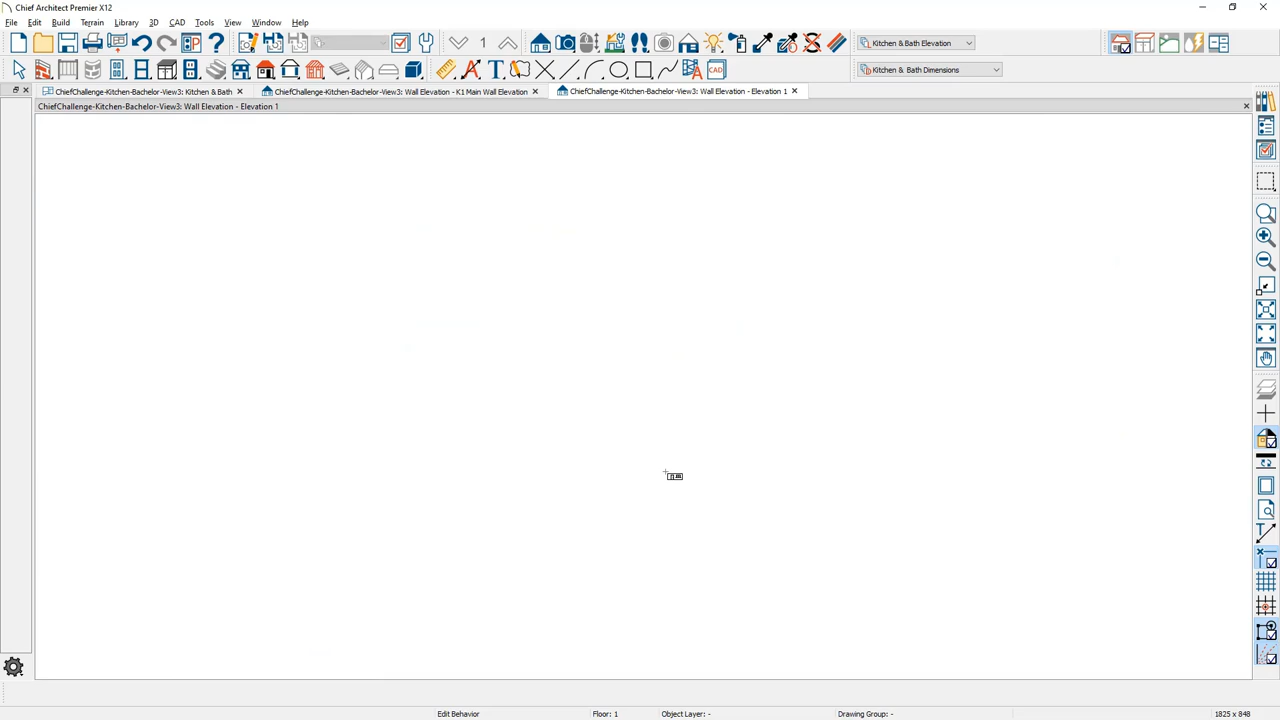 Chief Architect Premier X12
File Edit Build Terrain Library 3D CAD Tools View Window Help
1 Kitchen & Bath Elevation
T CAD Kitchen & Bath Dimensions
ChiefChallenge-Kitchen-Bachelor-View3: Kitchen & Bath ChiefChallenge-Kitchen-Bachelor-View3: Wall Elevation - K1 Main Wall Elevation ChiefChallenge-Kitchen-Bachelor-View3: Wall Elevation - Elevation 1
ChiefChallenge-Kitchen-Bachelor-View3: Wall Elevation - Elevation 1
Edit Behavior Floor: 1 Object Layer: - Drawing Group: - 1825 x 848